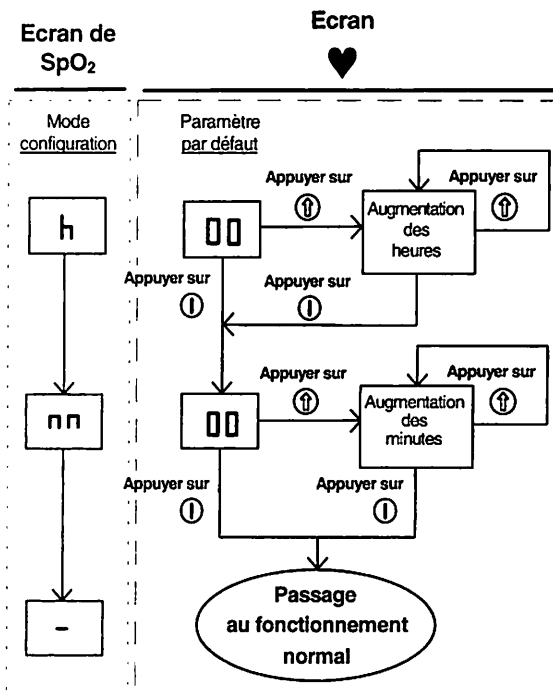 Ecran de
SpO₂
Ecran
Mode
configuration
Paramètre
par défaut
h
00
Appuyer sur
Augmentation
des
heures
Appuyer sur
Appuyer sur
Appuyer sur
nn
00
Appuyer sur
Augmentation
des
minutes
Appuyer sur
Appuyer sur
Appuyer sur
-
Passage
au fonctionnement
normal